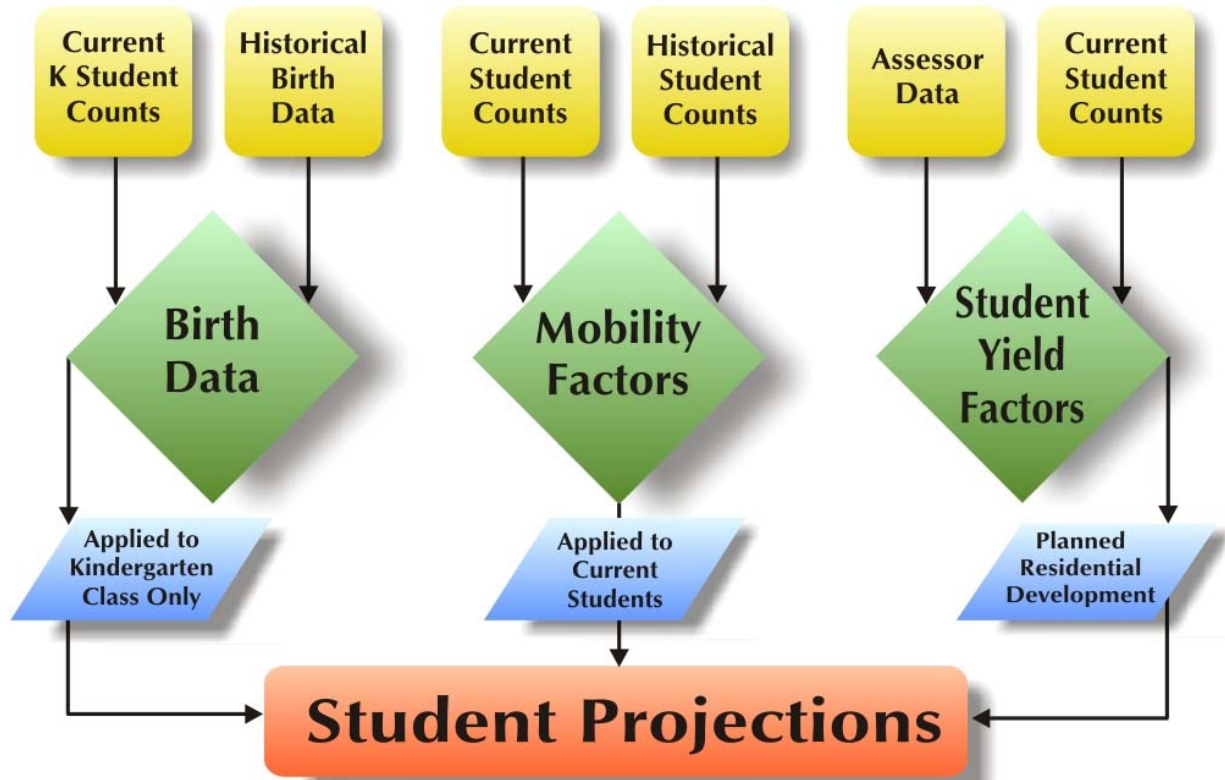 Current
K Student
Counts
Historical
Birth
Data
Current
Student
Counts
Historical
Student
Counts
Assessor
Data
Current
Student
Counts
Birth
Data
Mobility
Factors
Student
Yield
Factors
Applied to
Kindergarten
Class Only
Applied to
Current
Students
Planned
Residential
Development
Student Projections